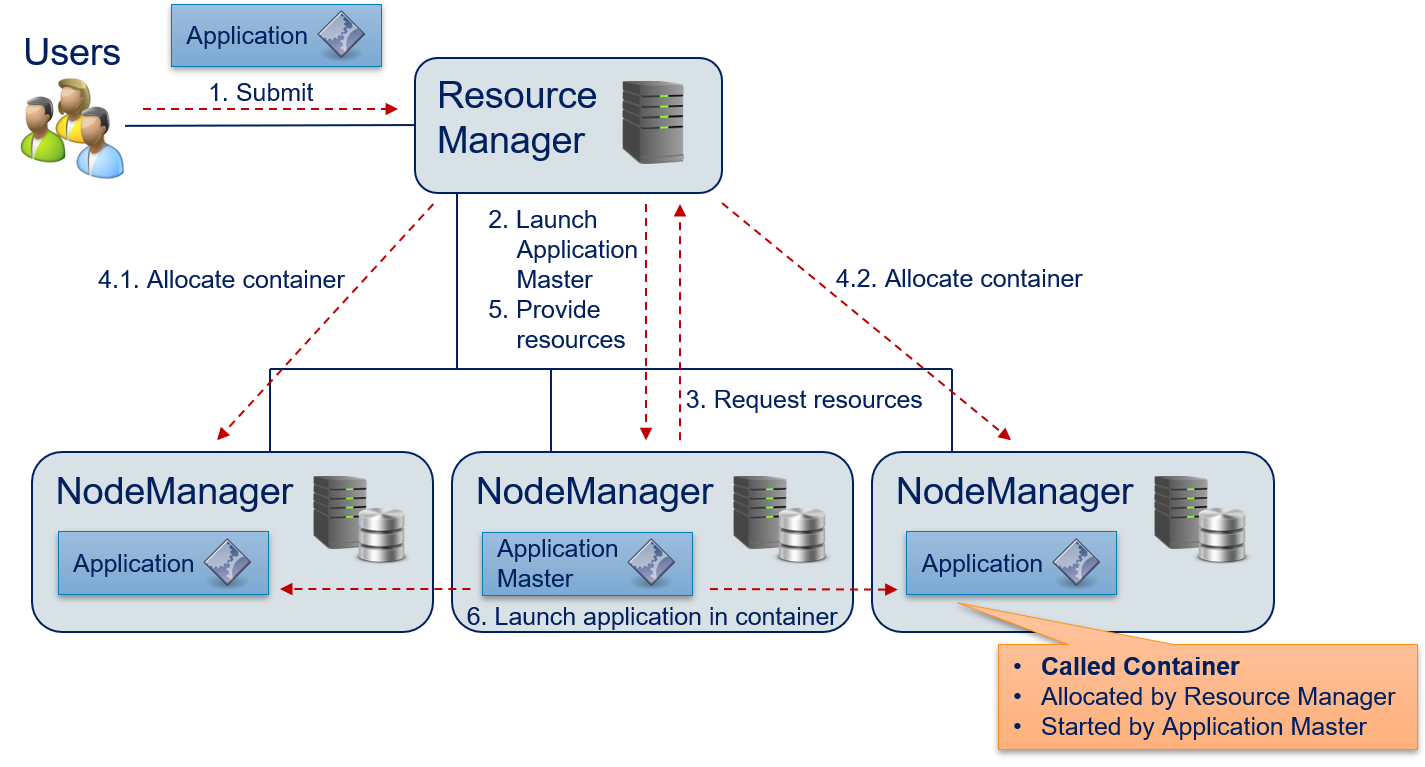 Application
Users
1. Submit
Resource
Manager
2. Launch
Application
Master
5. Provide
resources
4.1. Allocate container
4.2. Allocate container
3. Request resources
NodeManager
Application
NodeManager
Application
Master
NodeManager
Application
6. Launch application in container
• Called Container
• Allocated by Resource Manager
• Started by Application Master